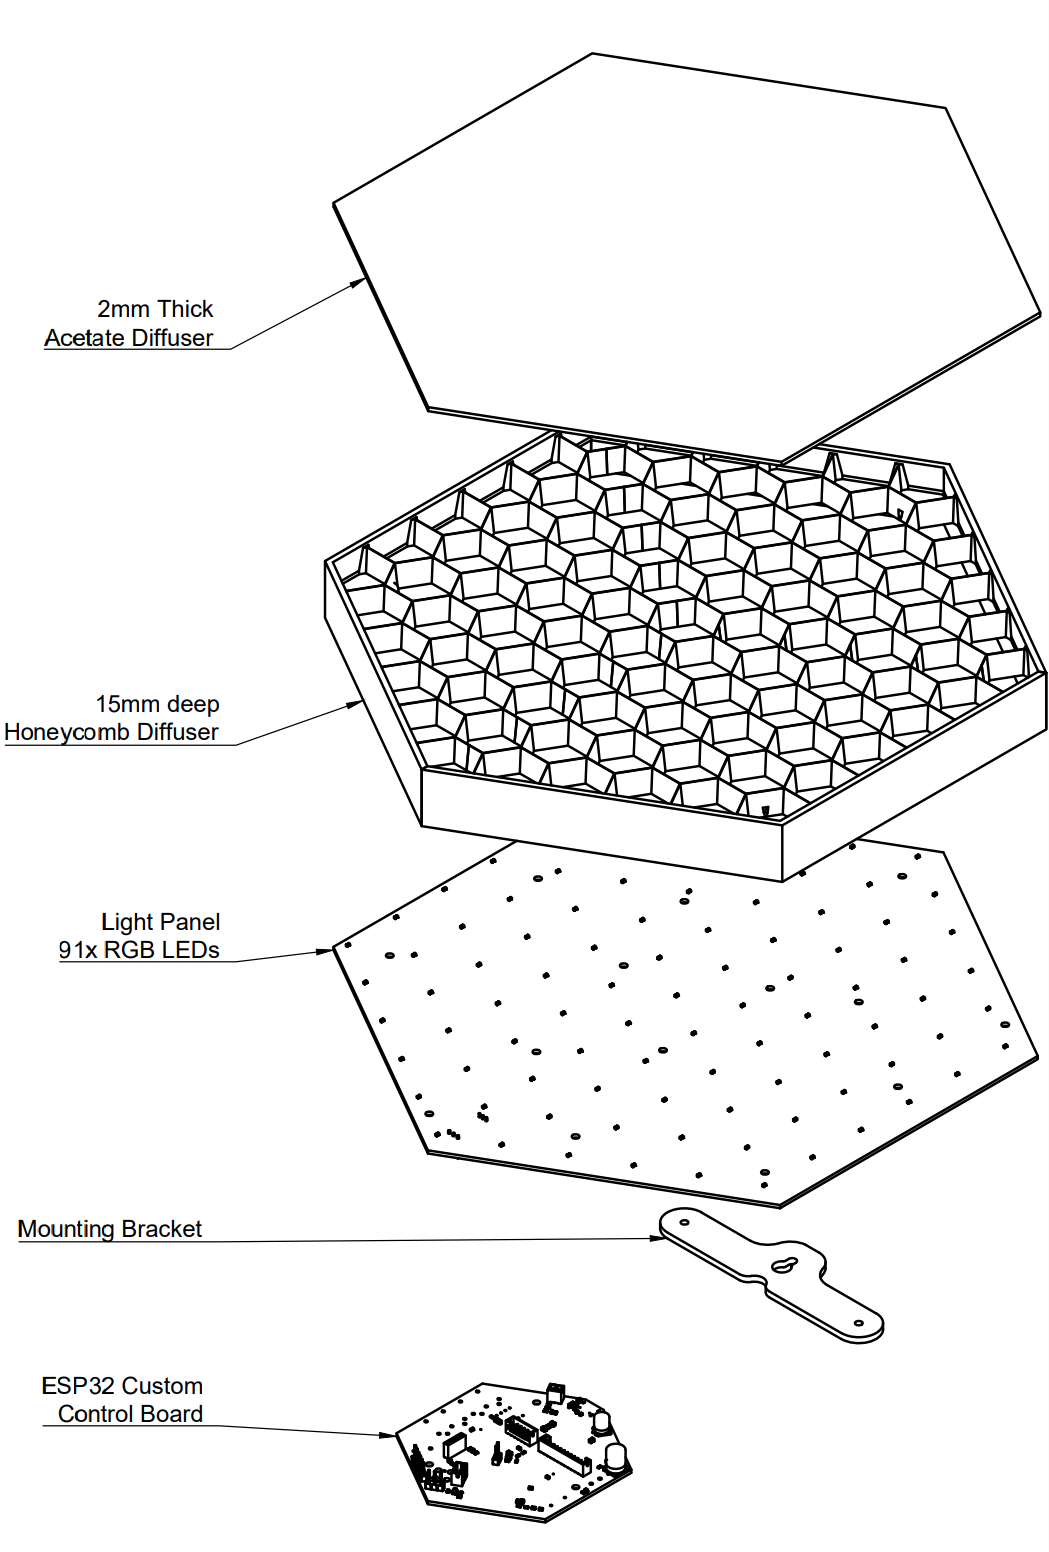 2mm Thick
Acetate Diffuser
15mm deep
Honeycomb Diffuser
Light Panel
91x RGB LEDs
Mounting Bracket
ESP32 Custom
Control Board